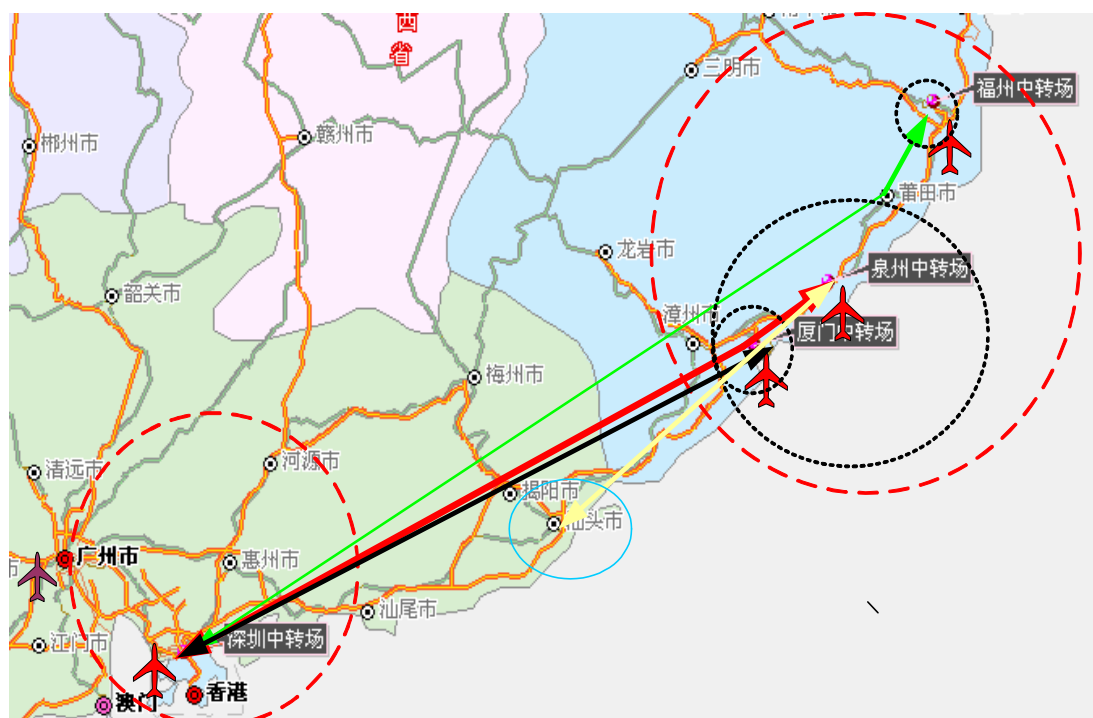 西
省
三明市
福州中转场
郴州市
赣州市
莆田市
龙岩市
泉州中转场
韶关市
漳州市
厦门中转场
梅州市
清远市
河源市
揭阳市
汕头市
广州市
惠州市
市
汕尾市
江门市
深圳中转场
香港
澳门